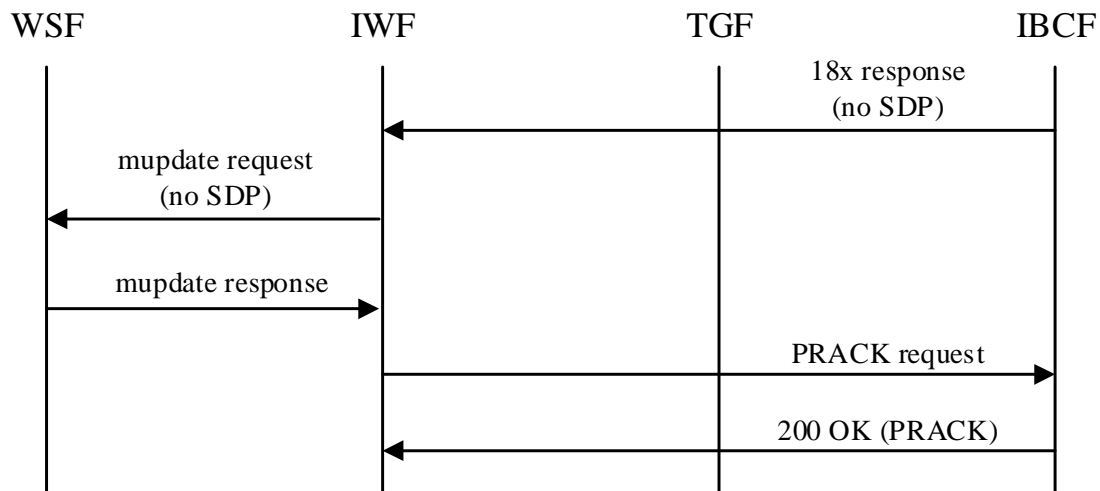 WSF IWF TGF IBCF
18x response
(no SDP)
mupdate request
(no SDP)
mupdate response
PRACK request
200 OK (PRACK)